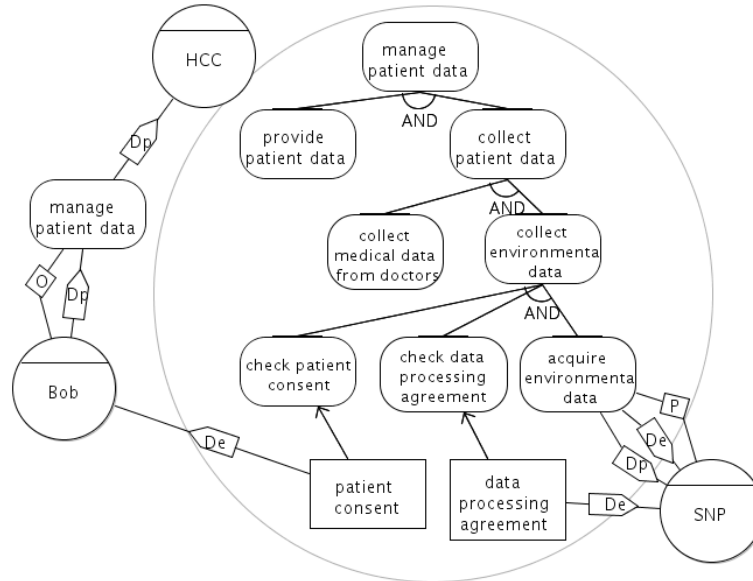 HCC
manage
patient data
AND
provide
patient data
collect
patient data
Dp
manage
patient data
AND
collect
medical data
from doctors
collect
environmenta
data
O
Dp
AND
Bob
check patient
consent
check data
processing
agreement
acquire
environmenta
data
P
De
De
Dp
patient
consent
data
processing
agreement
De
SNP